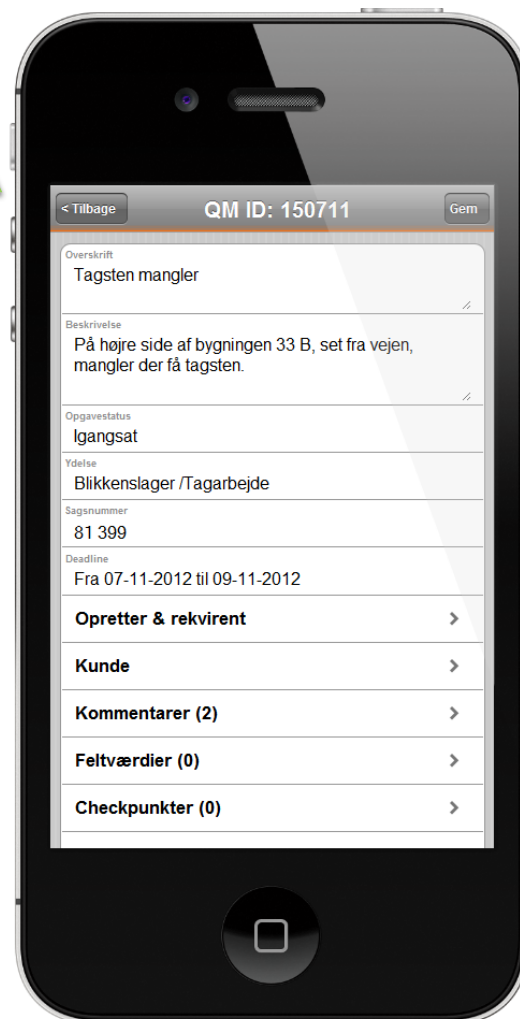 < Tilbage
QM ID: 150711
Gem
Overskrift
Tagsten mangler
Beskrivelse
På højre side af bygningen 33 B, set fra vejen,
mangler der få tagsten.
Opgavestatus
Igangsat
Ydelse
Blikkenslager /Tagarbejde
Sagsnummer
81 399
Deadline
Fra 07-11-2012 til 09-11-2012
Opretter & rekvirent
Kunde
Kommentarer (2)
Feltværdier (0)
Checkpunkter (0)